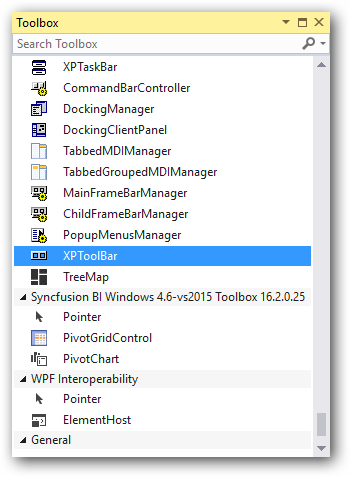 Toolbox
Search Toolbox
XPTaskBar
CommandBarController
DockingManager
DockingClientPanel
TabbedMDIManager
TabbedGroupedMDIManager
MainFrameBarManager
ChildFrameBarManager
PopupMenusManager
XPToolBar
TreeMap
Syncfusion BI Windows 4.6-vs2015 Toolbox 16.2.0.25
Pointer
PivotGridControl
PivotChart
WPF Interoperability
Pointer
ElementHost
General